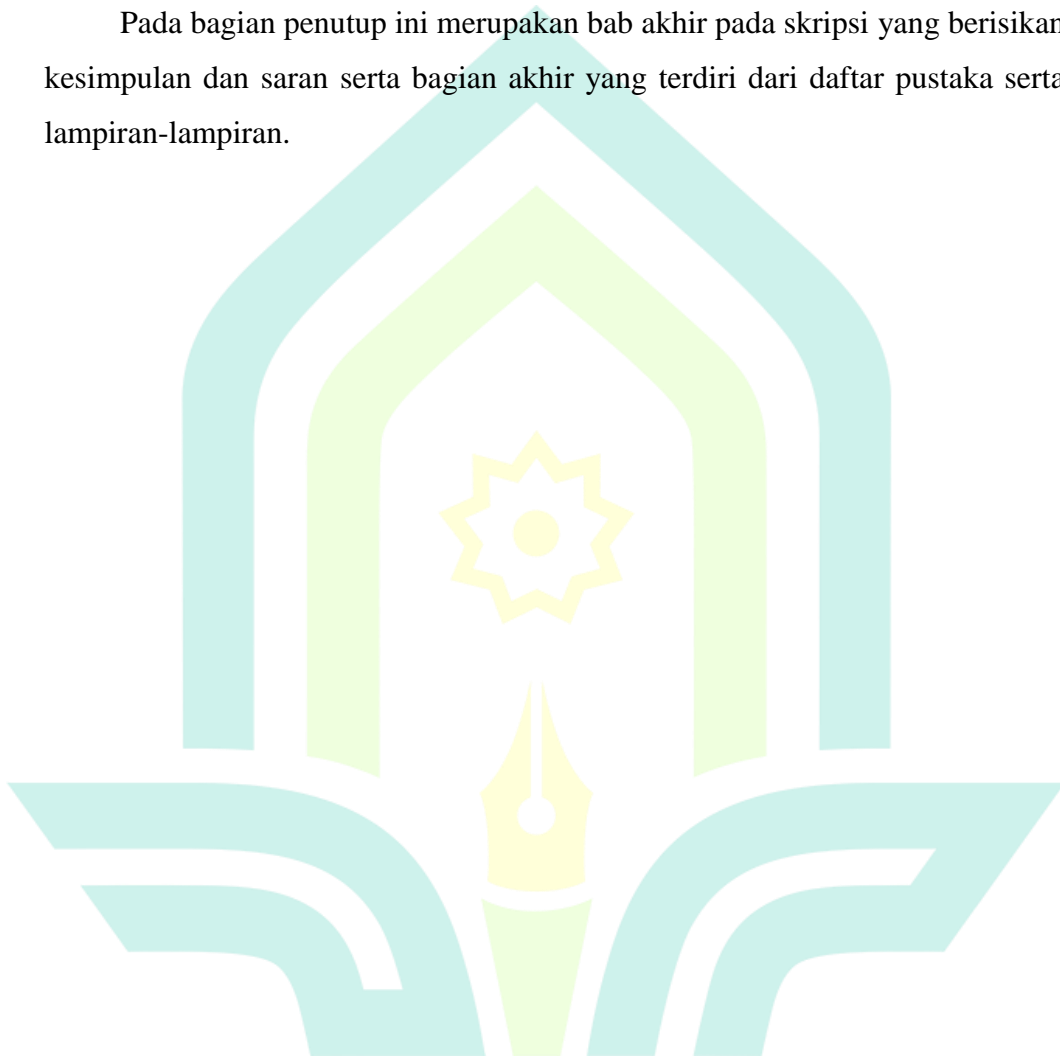 Pada bagian penutup ini merupakan bab akhir pada skripsi yang berisikan
kesimpulan dan saran serta bagian akhir yang terdiri dari daftar pustaka serta
lampiran-lampiran.